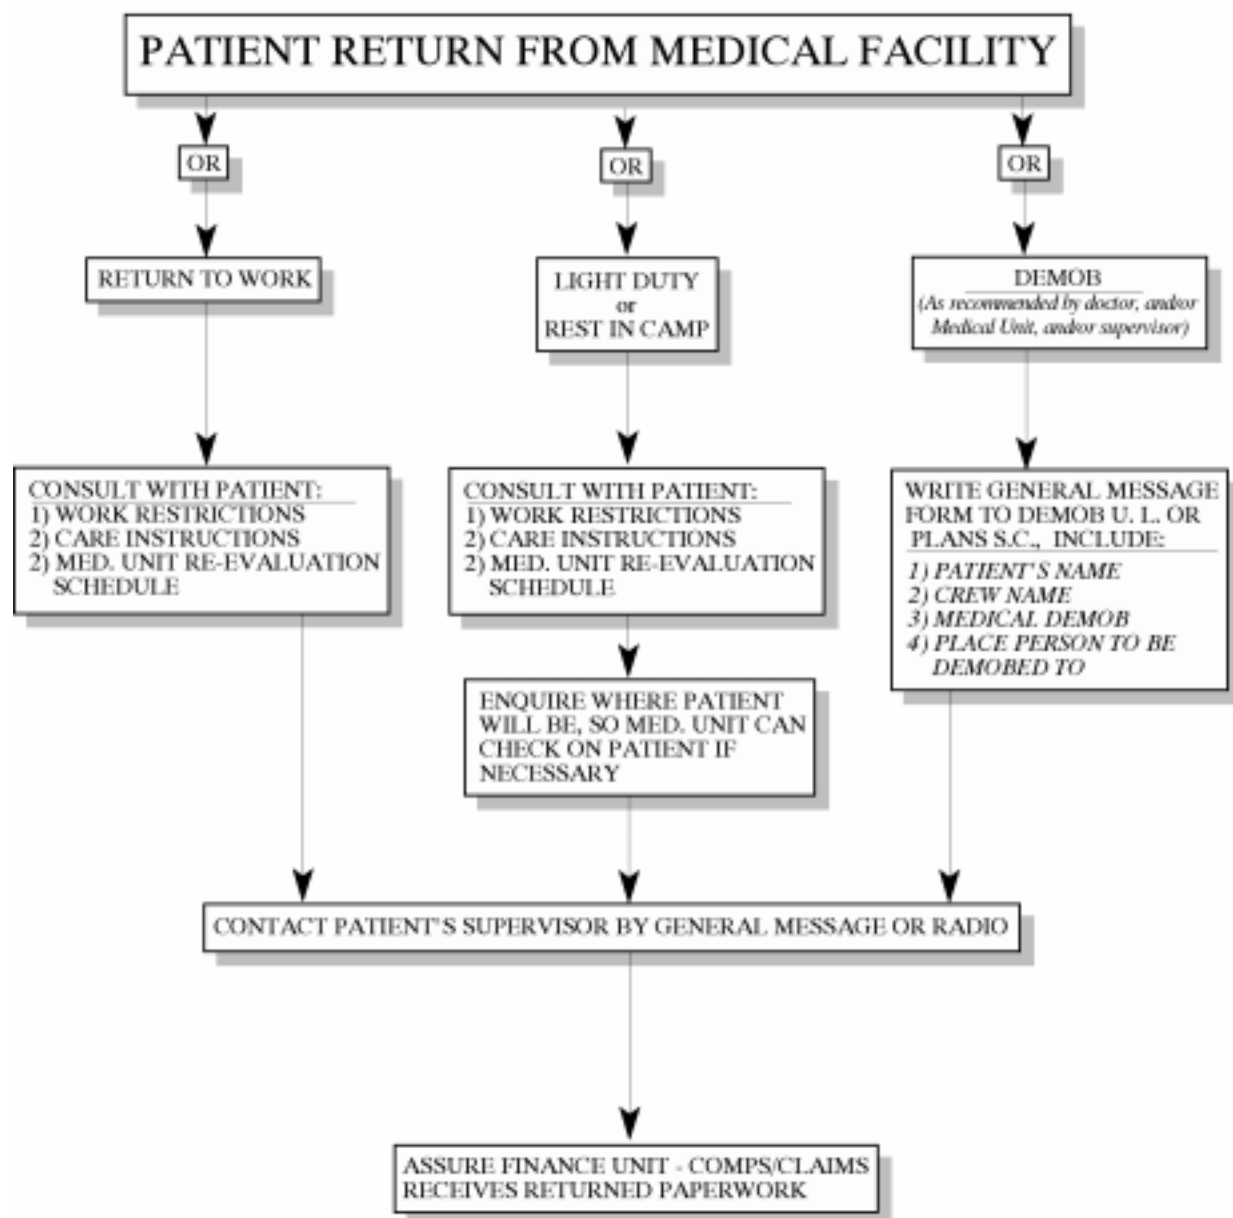 PATIENT RETURN FROM MEDICAL FACILITY
OR
OR
OR
RETURN TO WORK
LIGHT DUTY
or
REST IN CAMP
DEMOB
(As recommended by doctor, and/or
Medical Unit, and/or supervisor)
CONSULT WITH PATIENT:
1) WORK RESTRICTIONS
2) CARE INSTRUCTIONS
2) MED. UNIT RE-EVALUATION
SCHEDULE
CONSULT WITH PATIENT:
1) WORK RESTRICTIONS
2) CARE INSTRUCTIONS
2) MED. UNIT RE-EVALUATION
SCHEDULE
WRITE GENERAL MESSAGE
FORM TO DEMOB U. L. OR
PLANS S.C., INCLUDE:
1) PATIENT'S NAME
2) CREW NAME
3) MEDICAL DEMOB
4) PLACE PERSON TO BE
DEMOBED TO
ENQUIRE WHERE PATIENT
WILL BE, SO MED. UNIT CAN
CHECK ON PATIENT IF
NECESSARY
CONTACT PATIENT'S SUPERVISOR BY GENERAL MESSAGE OR RADIO
ASSURE FINANCE UNIT - COMPS/CLAIMS
RECEIVES RETURNED PAPERWORK